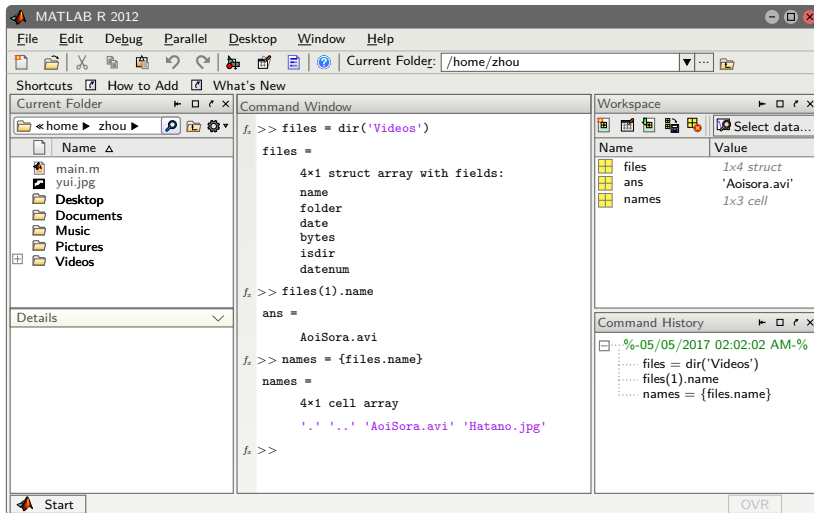 MATLAB R 2012
File Edit Debug Parallel Desktop Window Help
Current Folder: /home/zhou
Shortcuts How to Add What's New
Current Folder
« home ▶ zhou ▶
Name
main.m
yui.jpg
Desktop
Documents
Music
Pictures
Videos
Details
Command Window
fx >> files = dir('Videos')
files =
4×1 struct array with fields:
name
folder
date
bytes
isdir
datenum
fx >> files(1).name
ans =
AoiSora.avi
fx >> names = {files.name}
names =
4×1 cell array
'.' '..' 'AoiSora.avi' 'Hatano.jpg'
fx >>
Workspace
Select data...
Name Value
files 1x4 struct
ans 'Aoisora.avi'
names 1x3 cell
Command History
%-05/05/2017 02:02:02 AM-%
files = dir('Videos')
files(1).name
names = {files.name}
Start
OVR